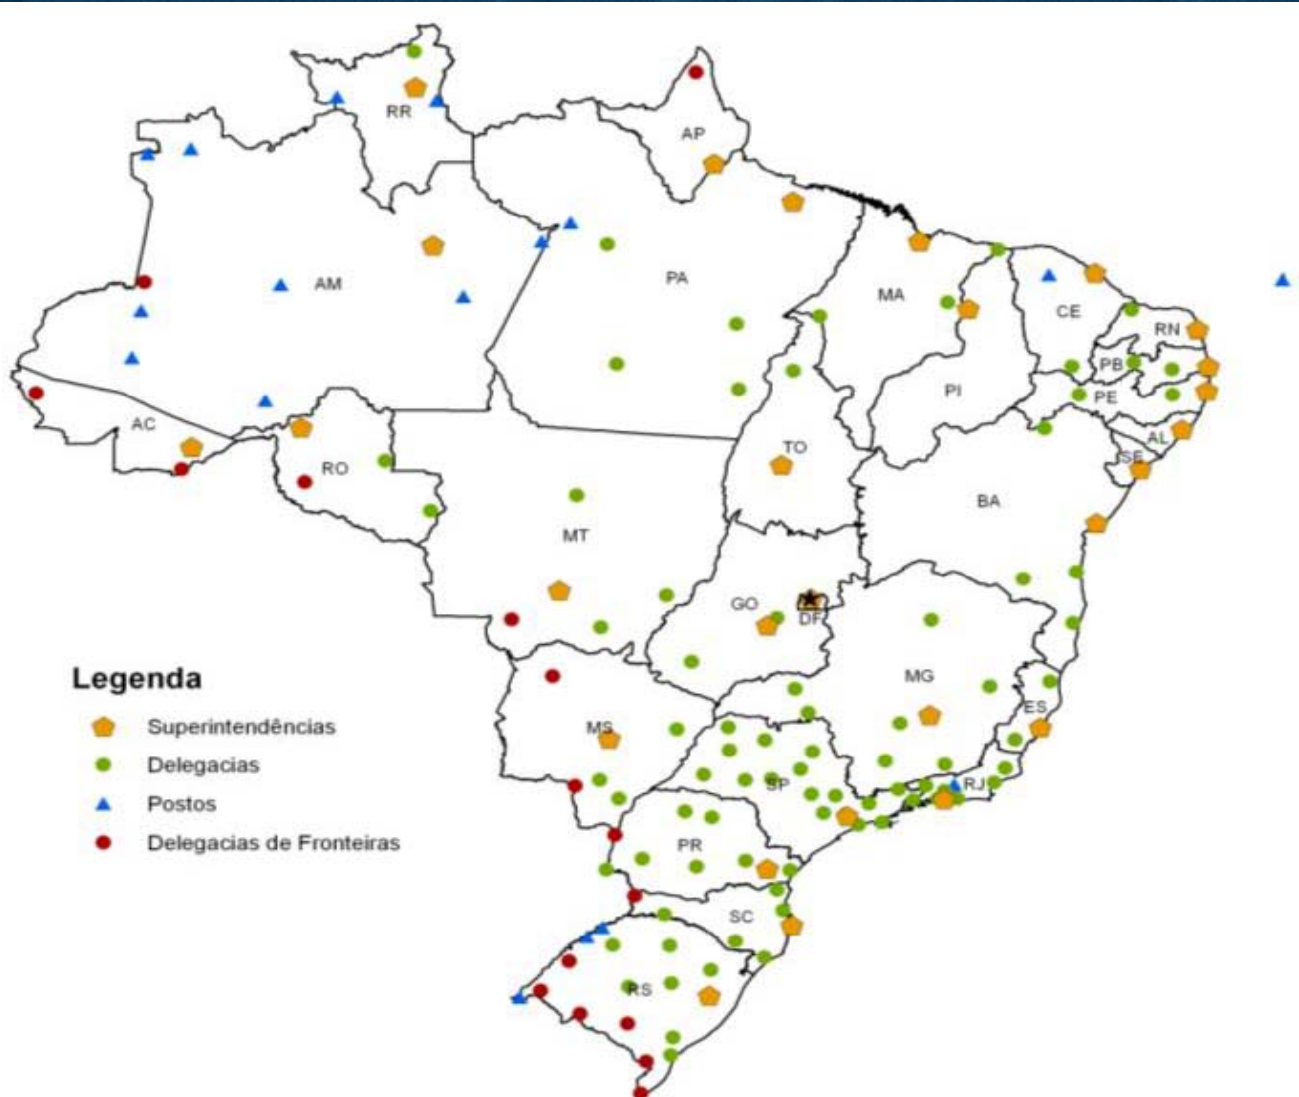 RR
AP
AM
PA
MA
CE
RN
PB
PI
PE
AC
AL
TO
SE
RO
BA
MT
GO
DF
MG
Legenda
ES
Superintendências
MS
Delegacias
SP
RJ
Postos
Delegacias de Fronteiras
PR
SC
RS